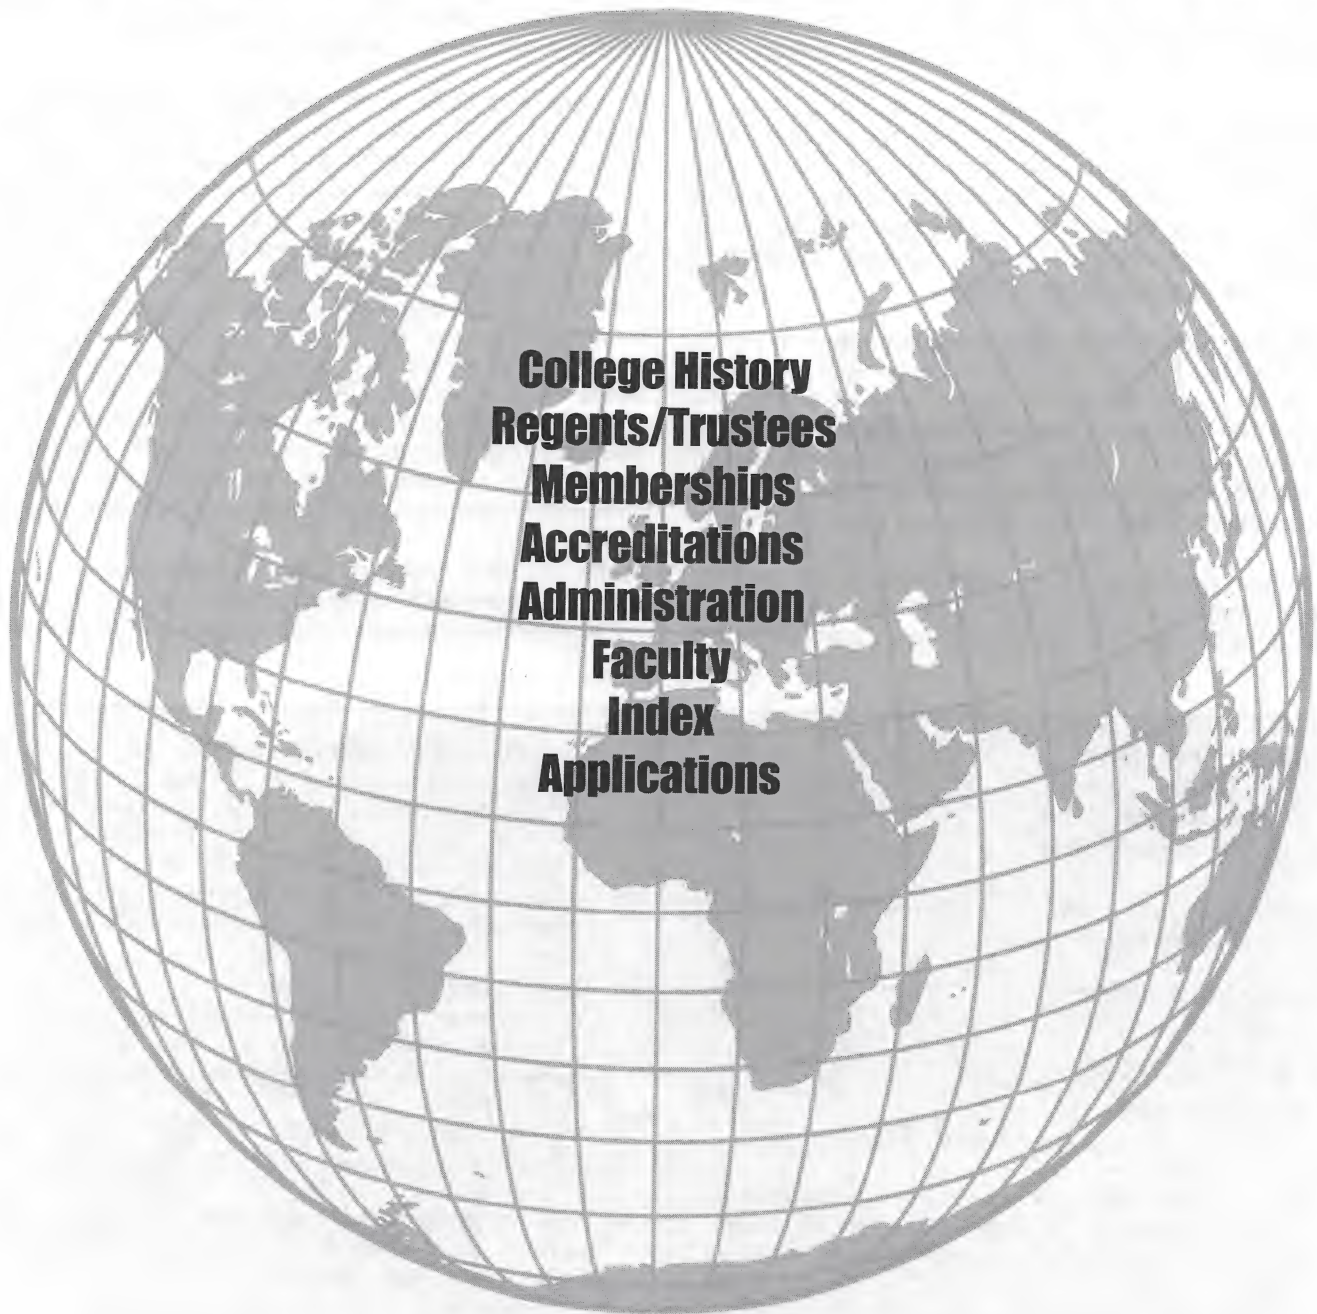 College History
Regents/Trustees
Memberships
Accreditations
Administration
Faculty
Index
Applications